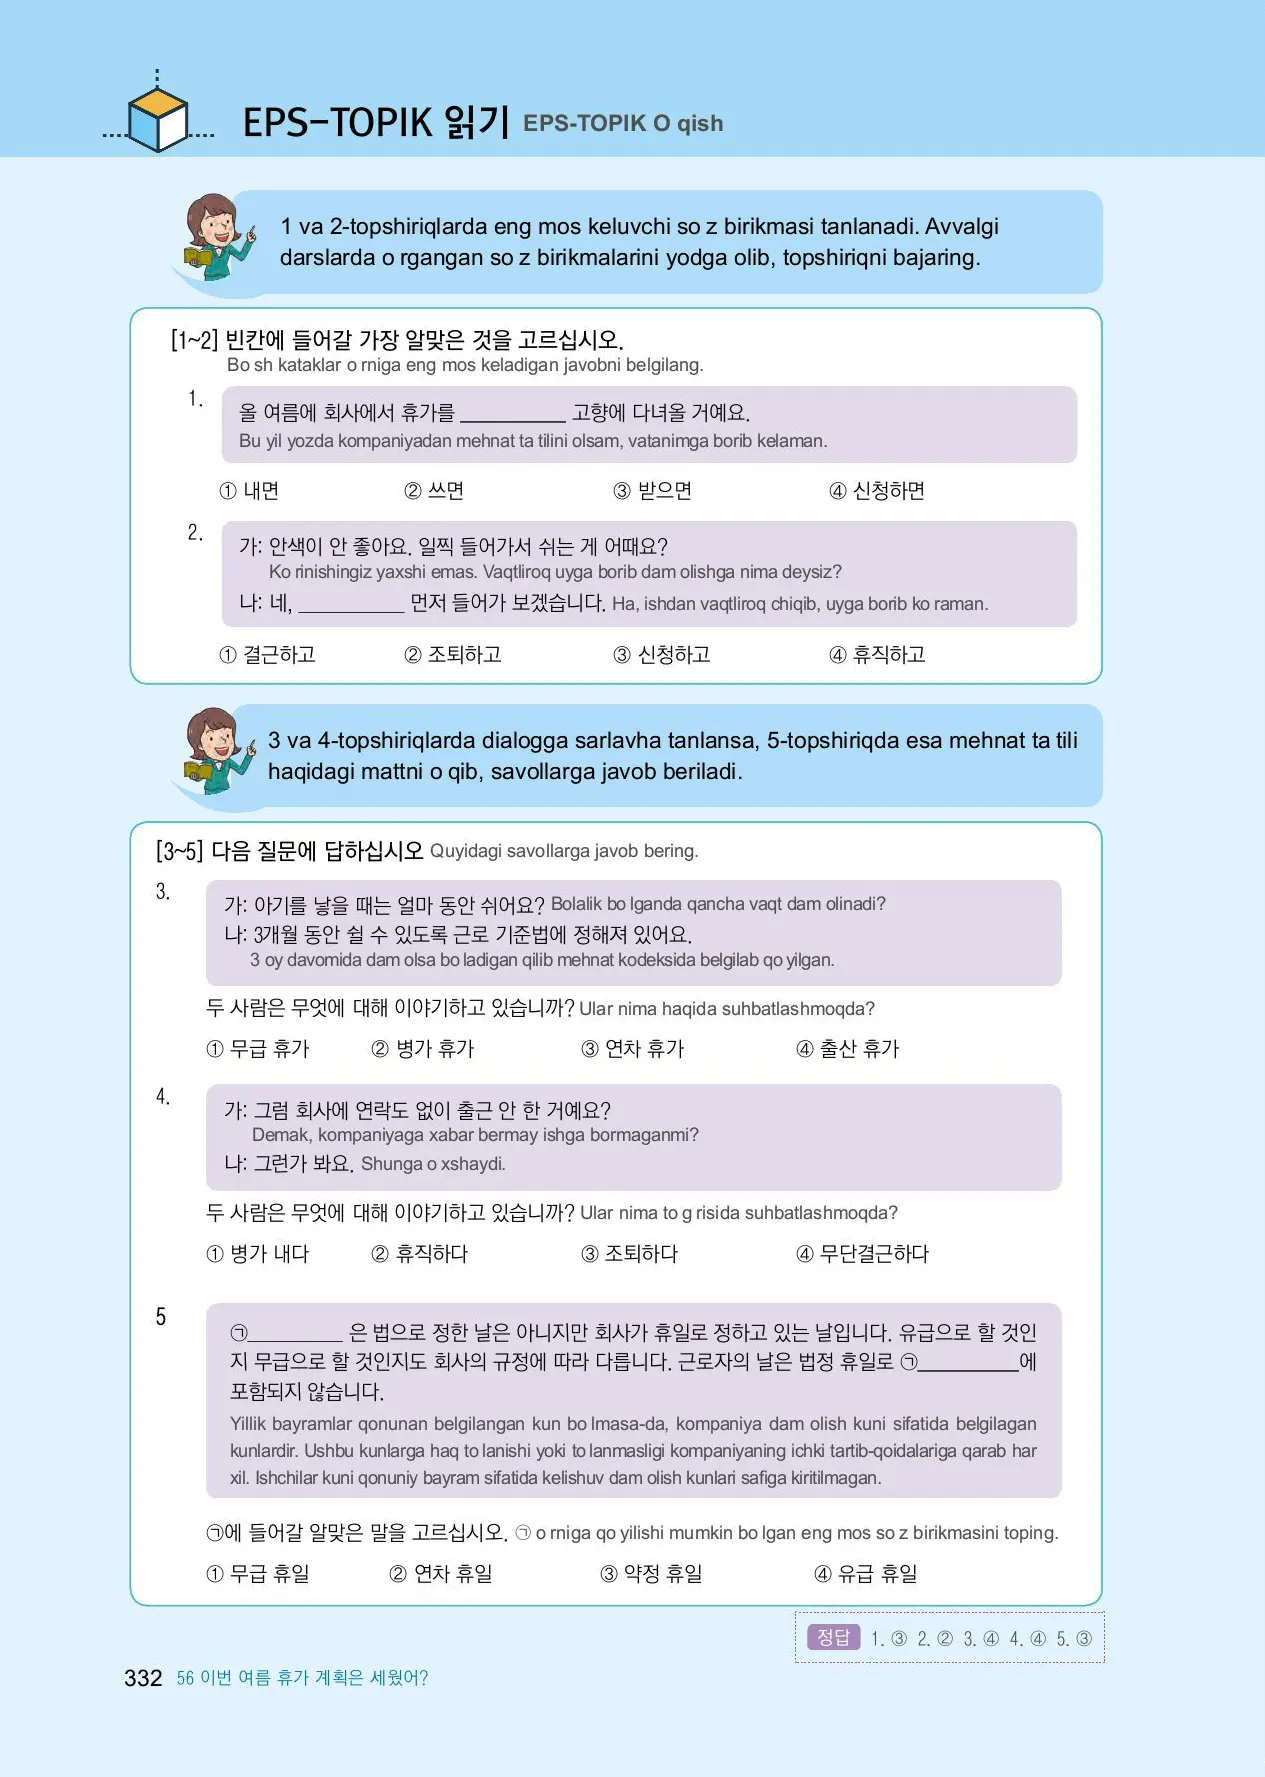 EPS-TOPIK 읽기 EPS-TOPIK O qish
1 va 2-topshiriqlarda eng mos keluvchi so z birikmasi tanlanadi. Avvalgi
darslarda o rgangan so z birikmalarini yodga olib, topshiriqni bajaring.
[1~2] 빈칸에 들어갈 가장 알맞은 것을 고르십시오.
Bo sh kataklar o rniga eng mos keladigan javobni belgilang.
1.
올 여름에 회사에서 휴가를 __________ 고향에 다녀올 거예요.
Bu yil yozda kompaniyadan mehnat ta tilini olsam, vatanimga borib kelaman.
① 내면 ② 쓰면 ③ 받으면 ④ 신청하면
2.
가: 안색이 안 좋아요. 일찍 들어가서 쉬는 게 어때요?
Ko rinishingiz yaxshi emas. Vaqtliroq uyga borib dam olishga nima deysiz?
나: 네, __________ 먼저 들어가 보겠습니다. Ha, ishdan vaqtliroq chiqib, uyga borib ko raman.
① 결근하고 ② 조퇴하고 ③ 신청하고 ④ 휴직하고
3 va 4-topshiriqlarda dialogga sarlavha tanlansa, 5-topshiriqda esa mehnat ta tili
haqidagi mattni o qib, savollarga javob beriladi.
[3~5] 다음 질문에 답하십시오 Quyidagi savollarga javob bering.
3.
가: 아기를 낳을 때는 얼마 동안 쉬어요? Bolalik bo lganda qancha vaqt dam olinadi?
나: 3개월 동안 쉴 수 있도록 근로 기준법에 정해져 있어요.
3 oy davomida dam olsa bo ladigan qilib mehnat kodeksida belgilab qo yilgan.
두 사람은 무엇에 대해 이야기하고 있습니까? Ular nima haqida suhbatlashmoqda?
① 무급 휴가 ② 병가 휴가 ③ 연차 휴가 ④ 출산 휴가
4.
가: 그럼 회사에 연락도 없이 출근 안 한 거예요?
Demak, kompaniyaga xabar bermay ishga bormaganmi?
나: 그런가 봐요. Shunga o xshaydi.
두 사람은 무엇에 대해 이야기하고 있습니까? Ular nima to g risida suhbatlashmoqda?
① 병가 내다 ② 휴직하다 ③ 조퇴하다 ④ 무단결근하다
5
㉠_________ 은 법으로 정한 날은 아니지만 회사가 휴일로 정하고 있는 날입니다. 유급으로 할 것인
지 무급으로 할 것인지도 회사의 규정에 따라 다릅니다. 근로자의 날은 법정 휴일로 ㉠_________에
포함되지 않습니다.
Yillik bayramlar qonunan belgilangan kun bo lmasa-da, kompaniya dam olish kuni sifatida belgilagan
kunlardir. Ushbu kunlarga haq to lanishi yoki to lanmasligi kompaniyaning ichki tartib-qoidalariga qarab har
xil. Ishchilar kuni qonuniy bayram sifatida kelishuv dam olish kunlari safiga kiritilmagan.
㉠에 들어갈 알맞은 말을 고르십시오. ㉠ o rniga qo yilishi mumkin bo lgan eng mos so z birikmasini toping.
① 무급 휴일 ② 연차 휴일 ③ 약정 휴일 ④ 유급 휴일
정답 1. ③ 2. ② 3. ④ 4. ④ 5. ③
332 56 이번 여름 휴가 계획은 세웠어?